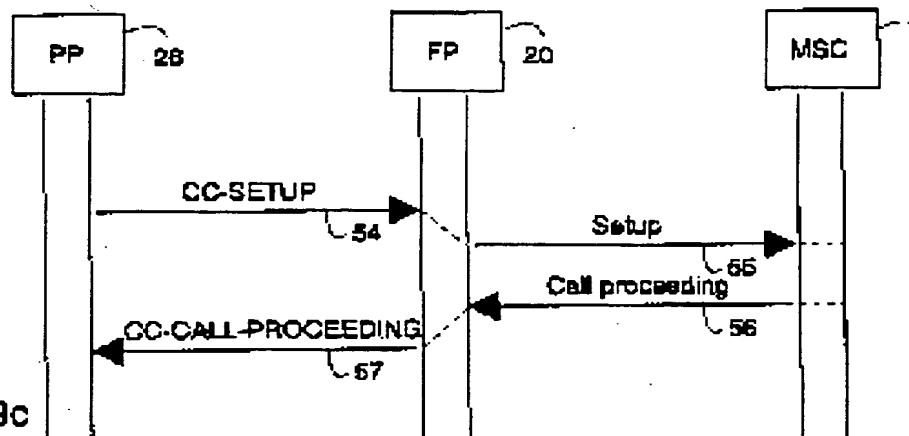 PP
28
FP
20
MSC
CC-SETUP
54
Setup
55
Call proceeding
56
CC-CALL-PROCEEDING
57
9c